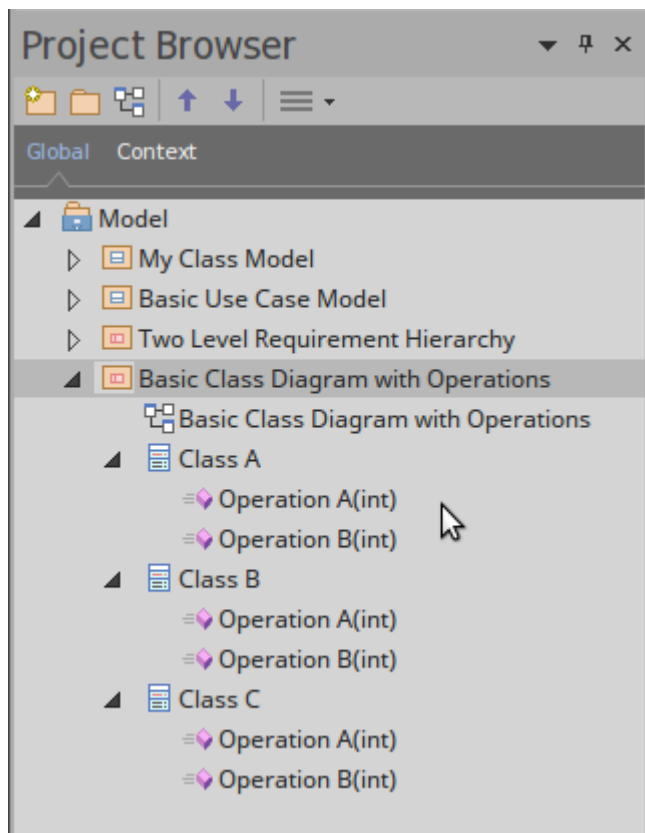 Project Browser
Global Context
Model
My Class Model
Basic Use Case Model
Two Level Requirement Hierarchy
Basic Class Diagram with Operations
Basic Class Diagram with Operations
Class A
Operation A(int)
Operation B(int)
Class B
Operation A(int)
Operation B(int)
Class C
Operation A(int)
Operation B(int)